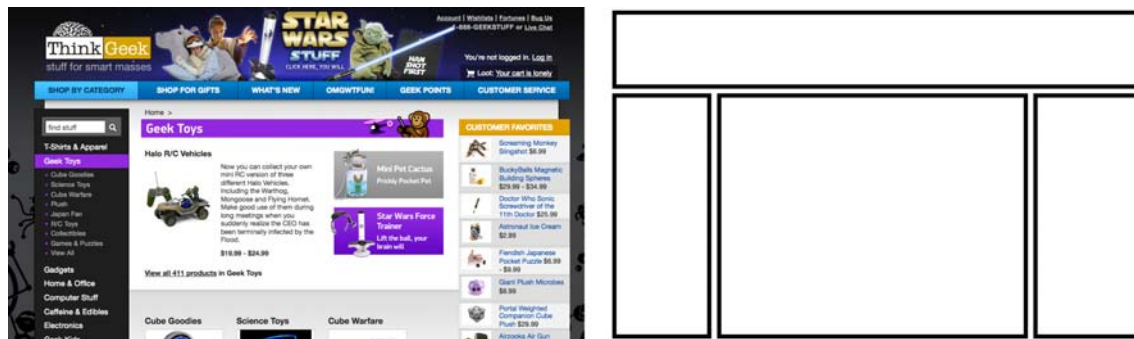 Account | Wishlists | Fortunes | Bug Us
-888-GEEKSTUFF or Live Chat
STAR
WARS
STUFF
CLICK HERE, YOU WILL...
HAN
SHOT
FIRST
ThinkGeek
stuff for smart masses
You're not logged in. Log in
Loot: Your cart is lonely
SHOP BY CATEGORY SHOP FOR GIFTS WHAT'S NEW OMGWTFUN! GEEK POINTS CUSTOMER SERVICE
find stuff
T-Shirts & Apparel
Geek Toys
Cube Goodies
Science Toys
Cube Warfare
Plush
Japan Fan
R/C Toys
Collectibles
Games & Puzzles
View All
Gadgets
Home & Office
Computer Stuff
Caffeine & Edibles
Electronics
Geek Kids
Home >
Geek Toys
Halo R/C Vehicles
Now you can collect your own
mini RC version of three
different Halo Vehicles.
Including the Warthog,
Mongoose and Flying Hornet.
Make good use of them during
long meetings when you
suddenly realize the CEO has
been terminally infected by the
Flood.
$19.99 - $24.99
View all 411 products in Geek Toys
Mini Pet Cactus
Prickly Pocket Pet
Star Wars Force
Trainer
Lift the ball, your
brain will
Cube Goodies Science Toys Cube Warfare
CUSTOMER FAVORITES
Screaming Monkey
Slingshot $6.99
BuckyBalls Magnetic
Building Spheres
$29.99 - $34.99
Doctor Who Sonic
Screwdriver of the
11th Doctor $25.99
Astronaut Ice Cream
$2.99
Fiendish Japanese
Pocket Puzzle $6.99
- $9.99
Giant Plush Microbes
$8.99
Portal Weighted
Companion Cube
Plush $29.99
Airzooka Air Gun